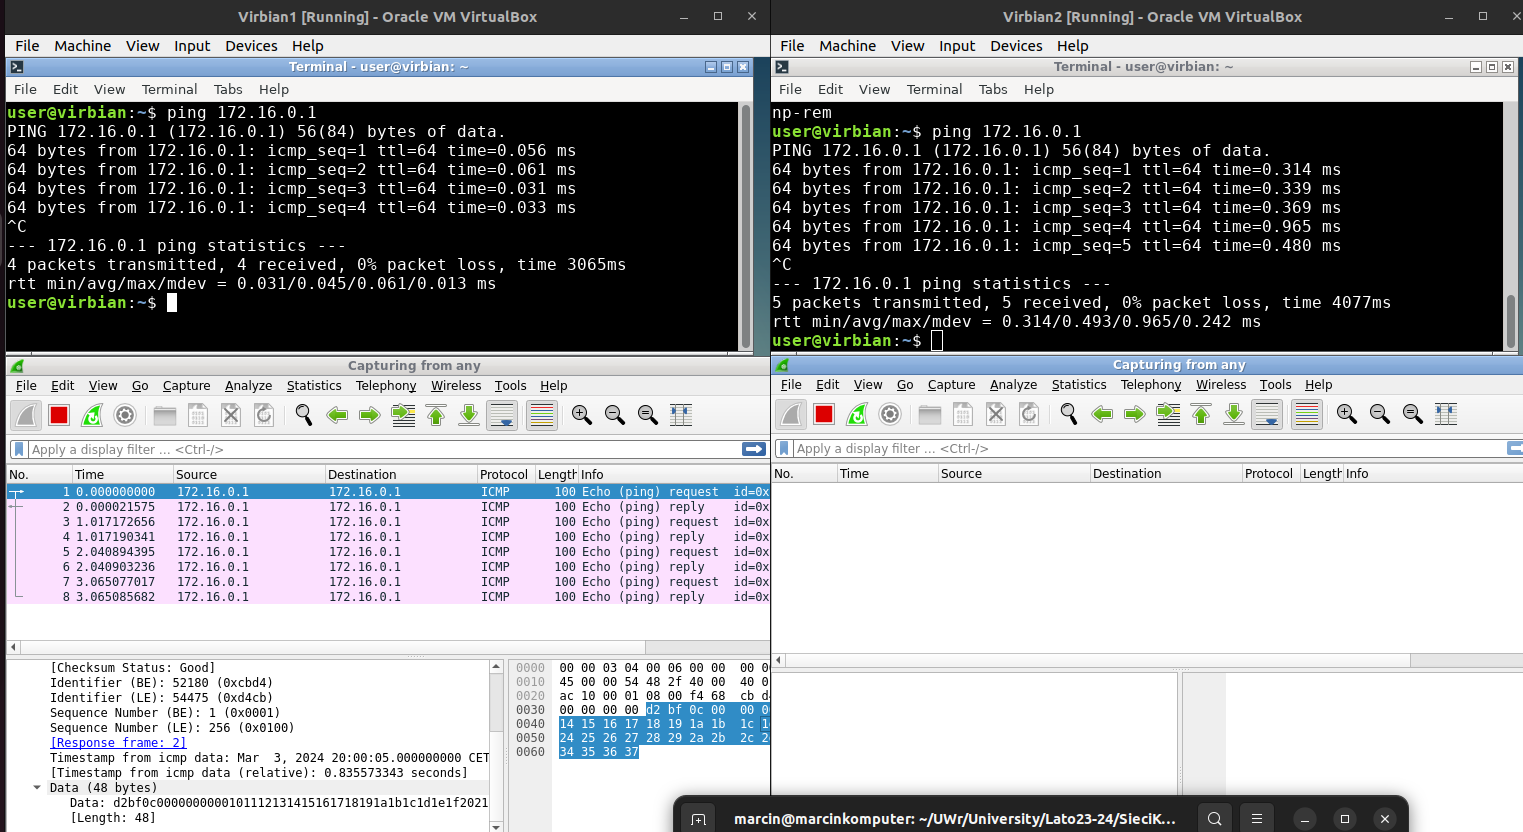 Virbian1 [Running] - Oracle VM VirtualBox
File Machine View Input Devices Help
Terminal - user@virbian: ~
File Edit View Terminal Tabs Help
user@virbian:~$ ping 172.16.0.1
PING 172.16.0.1 (172.16.0.1) 56(84) bytes of data.
64 bytes from 172.16.0.1: icmp_seq=1 ttl=64 time=0.056 ms
64 bytes from 172.16.0.1: icmp_seq=2 ttl=64 time=0.061 ms
64 bytes from 172.16.0.1: icmp_seq=3 ttl=64 time=0.031 ms
64 bytes from 172.16.0.1: icmp_seq=4 ttl=64 time=0.033 ms
^C
--- 172.16.0.1 ping statistics ---
4 packets transmitted, 4 received, 0% packet loss, time 3065ms
rtt min/avg/max/mdev = 0.031/0.045/0.061/0.013 ms
user@virbian:~$
Capturing from any
File Edit View Go Capture Analyze Statistics Telephony Wireless Tools Help
Apply a display filter ... <Ctrl-/>
No. Time Source Destination Protocol Length Info
1 0.000000000 172.16.0.1 172.16.0.1 ICMP 100 Echo (ping) request id=0x
2 0.000021575 172.16.0.1 172.16.0.1 ICMP 100 Echo (ping) reply id=0x
3 1.017172656 172.16.0.1 172.16.0.1 ICMP 100 Echo (ping) request id=0x
4 1.017190341 172.16.0.1 172.16.0.1 ICMP 100 Echo (ping) reply id=0x
5 2.040894395 172.16.0.1 172.16.0.1 ICMP 100 Echo (ping) request id=0x
6 2.040903236 172.16.0.1 172.16.0.1 ICMP 100 Echo (ping) reply id=0x
7 3.065077017 172.16.0.1 172.16.0.1 ICMP 100 Echo (ping) request id=0x
8 3.065085682 172.16.0.1 172.16.0.1 ICMP 100 Echo (ping) reply id=0x
[Checksum Status: Good]
Identifier (BE): 52180 (0xcbd4)
Identifier (LE): 54475 (0xd4cb)
Sequence Number (BE): 1 (0x0001)
Sequence Number (LE): 256 (0x0100)
[Response frame: 2]
Timestamp from icmp data: Mar 3, 2024 20:00:05.000000000 CET
[Timestamp from icmp data (relative): 0.835573343 seconds]
Data (48 bytes)
Data: d2bf0c0000000000101112131415161718191a1b1c1d1e1f2021
[Length: 48]
0000 00 00 03 04 00 06 00 00 00 0
0010 45 00 00 54 48 2f 40 00 40 0
0020 ac 10 00 01 08 00 f4 68 cb d
0030 00 00 00 00 d2 bf 0c 00 00 0
0040 14 15 16 17 18 19 1a 1b 1c 1
0050 24 25 26 27 28 29 2a 2b 2c 2
0060 34 35 36 37
Virbian2 [Running] - Oracle VM VirtualBox
File Machine View Input Devices Help
Terminal - user@virbian: ~
File Edit View Terminal Tabs Help
np-rem
user@virbian:~$ ping 172.16.0.1
PING 172.16.0.1 (172.16.0.1) 56(84) bytes of data.
64 bytes from 172.16.0.1: icmp_seq=1 ttl=64 time=0.314 ms
64 bytes from 172.16.0.1: icmp_seq=2 ttl=64 time=0.339 ms
64 bytes from 172.16.0.1: icmp_seq=3 ttl=64 time=0.369 ms
64 bytes from 172.16.0.1: icmp_seq=4 ttl=64 time=0.965 ms
64 bytes from 172.16.0.1: icmp_seq=5 ttl=64 time=0.480 ms
^C
--- 172.16.0.1 ping statistics ---
5 packets transmitted, 5 received, 0% packet loss, time 4077ms
rtt min/avg/max/mdev = 0.314/0.493/0.965/0.242 ms
user@virbian:~$
Capturing from any
File Edit View Go Capture Analyze Statistics Telephony Wireless Tools Help
Apply a display filter ... <Ctrl-/>
No. Time Source Destination Protocol Length Info
marcin@marcinkomputer: ~/UWr/University/Lato23-24/SieciK...